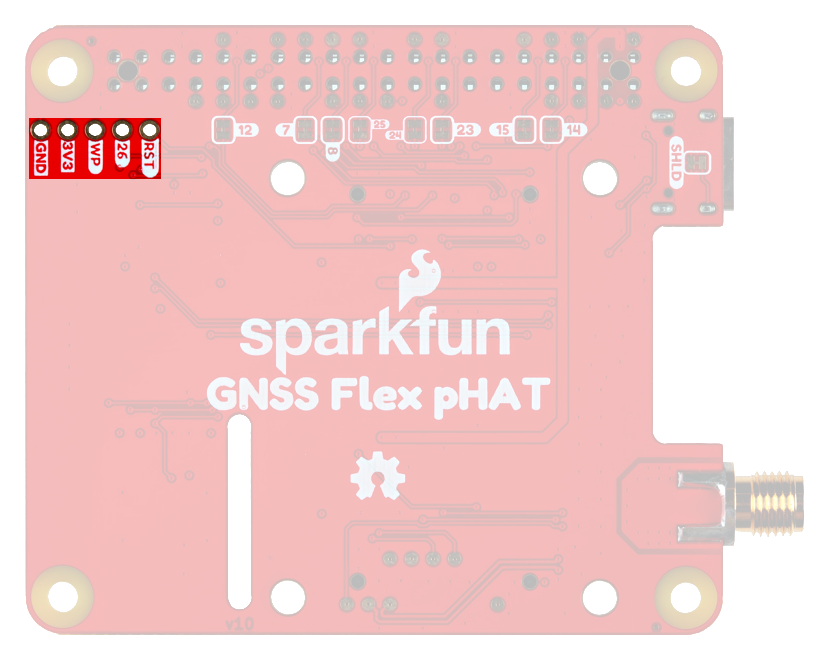 12 7 8 25 24 23 15 14
GND 3V3 WP 26 RST
SHLD
sparkfun
GNSS Flex pHAT
v10